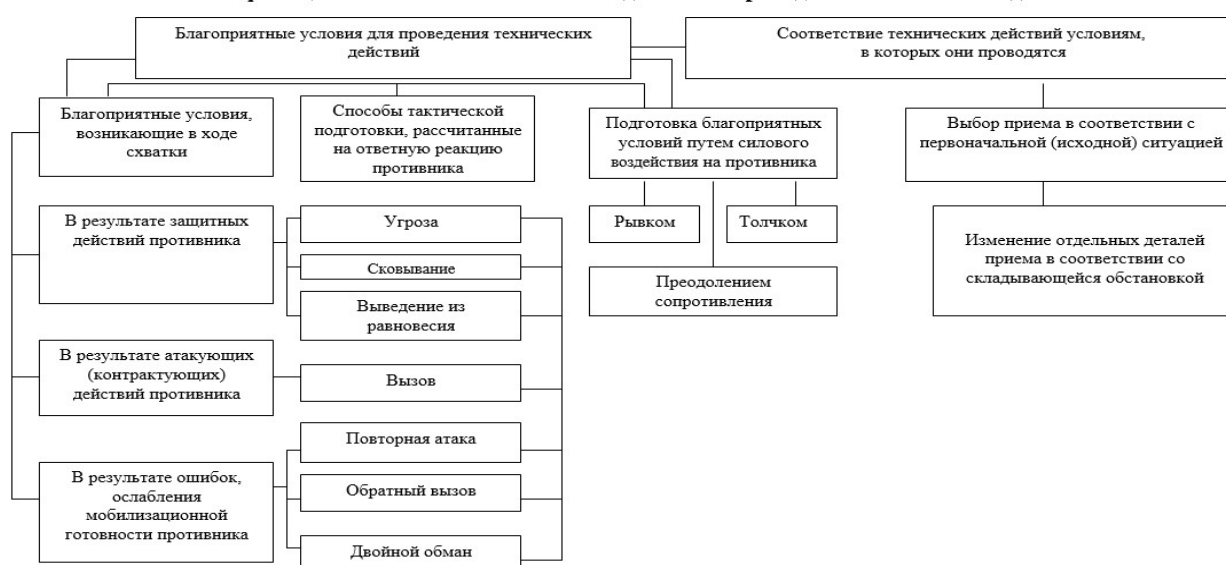 Благоприятные условия для проведения технических
действий
Соответствие технических действий условиям,
в которых они проводятся
Благоприятные условия,
возникающие в ходе
схватки
Способы тактической
подготовки, рассчитанные
на ответную реакцию
противника
Подготовка благоприятных
условий путем силового
воздействия на противника
Выбор приема в соответствии с
первоначальной (исходной) ситуацией
В результате защитных
действий противника
Угроза
Сковывание
Выведение из
равновесия
Рывком
Толчком
Преодолением
сопротивления
Изменение отдельных деталей
приема в соответствии со
складывающейся обстановкой
В результате атакующих
(контрактующих)
действий противника
Вызов
В результате ошибок,
ослабления
мобилизационной
готовности противника
Повторная атака
Обратный вызов
Двойной обман